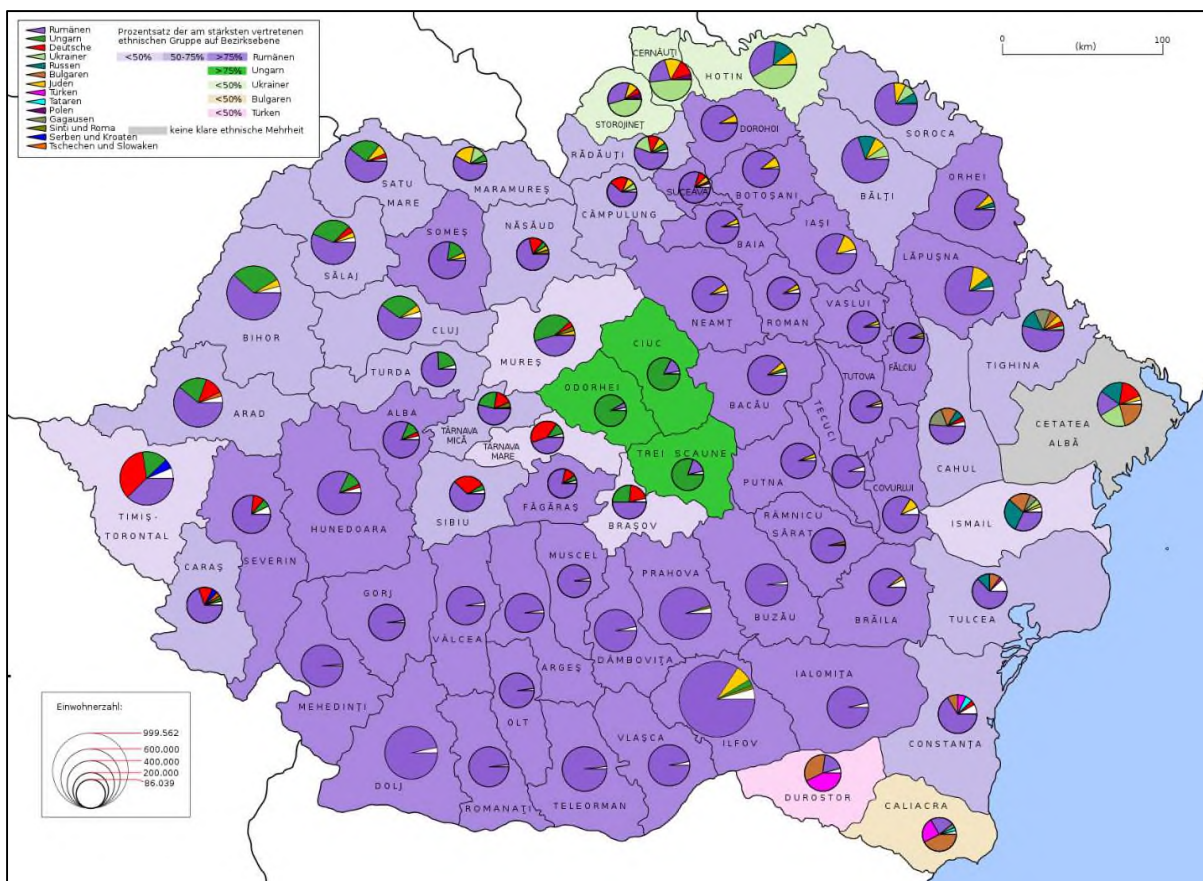 Rumänen
Ungarn
Deutsche
Ukrainer
Russen
Bulgaren
Juden
Türken
Tataren
Polen
Gagausen
Sinti und Roma
Serben und Kroaten
Tschechen und Slowaken
Prozentsatz der am stärksten vertretenen
ethnischen Gruppe auf Bezirksebene
<50% 50-75% >75% Rumänen
>75% Ungarn
<50% Ukrainer
<50% Bulgaren
<50% Türken
keine klare ethnische Mehrheit
0 (km) 100
CERNĂUŢI
HOTIN
STOROJINEŢ
DOROHOI
SOROCA
RĂDĂUŢI
SATU
MARE
MARAMUREŞ
SUCEAVA
BOTOŞANI
BĂLŢI
ORHEI
CÂMPULUNG
NĂSĂUD
SOMEŞ
BAIA
IAŞI
SĂLAJ
LĂPUŞNA
NEAMŢ
ROMAN
VASLUI
BIHOR
CLUJ
MUREŞ
CIUC
TIGHINA
FĂLCIU
TURDA
ODORHEI
BACĂU
TUTOVA
TECUCI
ARAD
ALBA
TÂRNAVA
MICĂ
TÂRNAVA
MARE
CETATEA
ALBĂ
TREI SCAUNE
CAHUL
PUTNA
COVURLUI
TIMIŞ-
TORONTAL
HUNEDOARA
SIBIU
FĂGĂRAŞ
BRAŞOV
ISMAIL
SEVERIN
RÂMNICU
SĂRAT
CARAŞ
MUSCEL
PRAHOVA
GORJ
VÂLCEA
BUZĂU
BRĂILA
TULCEA
ARGEŞ
DÂMBOVIŢA
IALOMIŢA
MEHEDINŢI
OLT
VLAŞCA
ILFOV
CONSTANŢA
DOLJ
ROMANAŢI
TELEORMAN
DUROSTOR
CALIACRA
Einwohnerzahl:
999.562
600.000
400.000
200.000
86.039